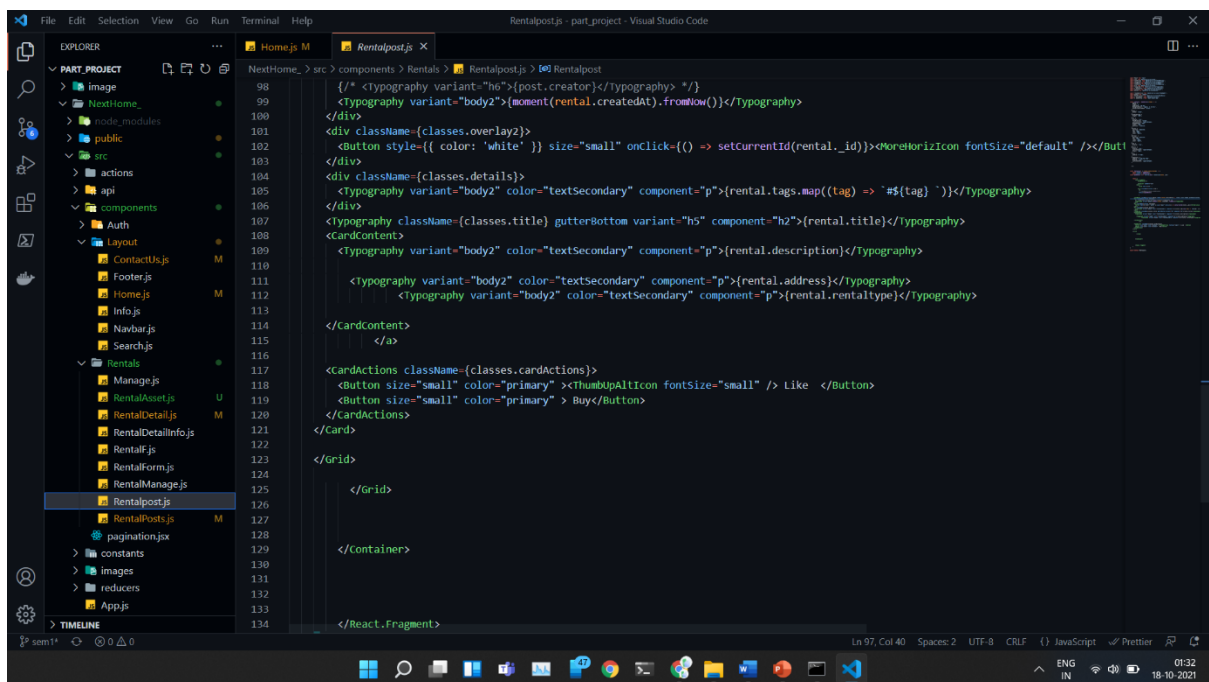 File Edit Selection View Go Run Terminal Help
Rentalpost.js - part_project - Visual Studio Code
EXPLORER
Home.js M
Rentalpost.js
PART_PROJECT
NextHome_ > src > components > Rentals > Rentalpost.js > Rentalpost
image
NextHome_
node_modules
public
src
actions
api
components
Auth
Layout
ContactUs.js M
Footer.js
Home.js M
Info.js
Navbar.js
Search.js
Rentals
Manage.js
RentalAsset.js U
RentalDetail.js M
RentalDetailInfo.js
RentalF.js
RentalForm.js
RentalManage.js
Rentalpost.js
RentalPosts.js M
pagination.jsx
constants
images
reducers
App.js
TIMELINE
98 {/* <Typography variant="h6">{post.creator}</Typography> */}
99 <Typography variant="body2">{moment(rental.createdAt).fromNow()}</Typography>
100 </div>
101 <div className={classes.overlay2}>
102 <Button style={{ color: 'white' }} size="small" onClick={() => setCurrentId(rental._id)}><MoreHorizIcon fontSize="default" /></Butt
103 </div>
104 <div className={classes.details}>
105 <Typography variant="body2" color="textSecondary" component="p">{rental.tags.map((tag) => `#${tag} `)}</Typography>
106 </div>
107 <Typography className={classes.title} gutterBottom variant="h5" component="h2">{rental.title}</Typography>
108 <CardContent>
109 <Typography variant="body2" color="textSecondary" component="p">{rental.description}</Typography>
110
111 <Typography variant="body2" color="textSecondary" component="p">{rental.address}</Typography>
112 <Typography variant="body2" color="textSecondary" component="p">{rental.rentaltype}</Typography>
113
114 </CardContent>
115 </a>
116
117 <CardActions className={classes.cardActions}>
118 <Button size="small" color="primary" ><ThumbUpAltIcon fontSize="small" /> Like </Button>
119 <Button size="small" color="primary" > Buy</Button>
120 </CardActions>
121 </Card>
122
123 </Grid>
124
125 </Grid>
126
127
128
129 </Container>
130
131
132
133
134 </React.Fragment>
sem1* 0 0
Ln 97, Col 40 Spaces: 2 UTF-8 CRLF {} JavaScript Prettier
47
ENG
IN
01:32
18-10-2021